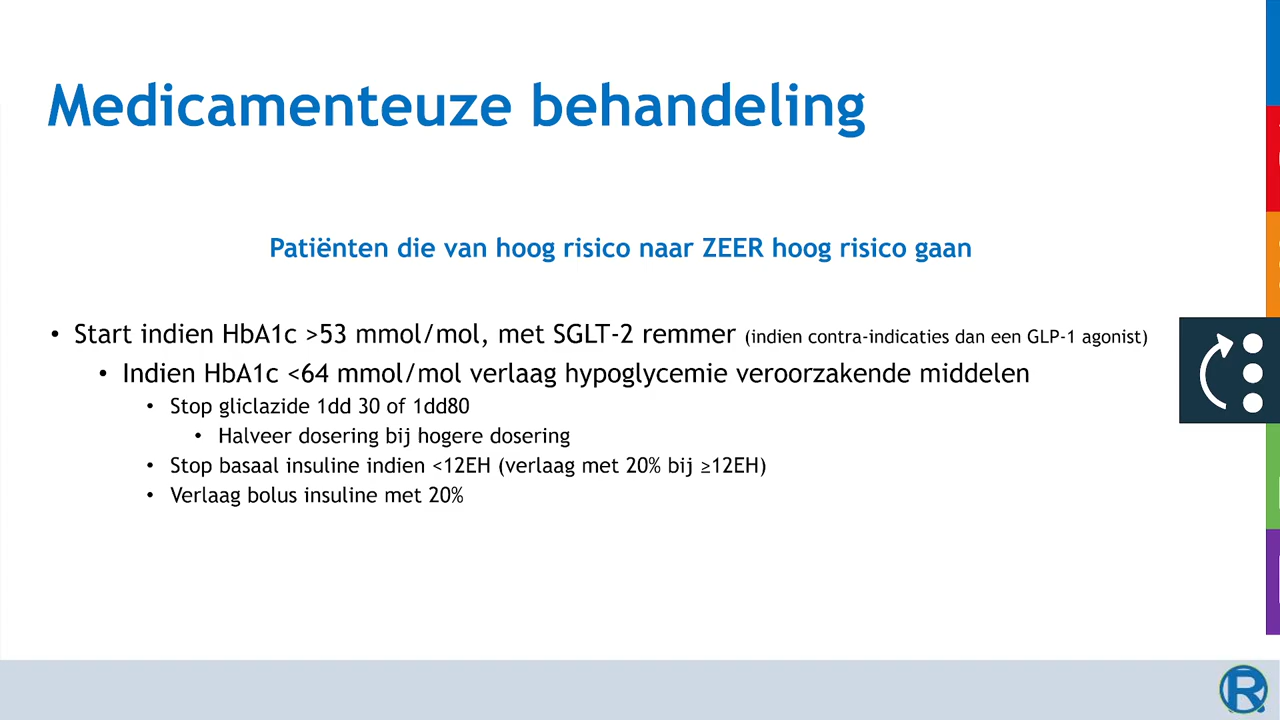 Medicamenteuze behandeling
Patiënten die van hoog risico naar ZEER hoog risico gaan
• Start indien HbA1c >53 mmol/mol, met SGLT-2 remmer (indien contra-indicaties dan een GLP-1 agonist)
• Indien HbA1c <64 mmol/mol verlaag hypoglycemie veroorzakende middelen
• Stop gliclazide 1dd 30 of 1dd80
• Halveer dosering bij hogere dosering
• Stop basaal insuline indien <12EH (verlaag met 20% bij ≥12EH)
• Verlaag bolus insuline met 20%
R